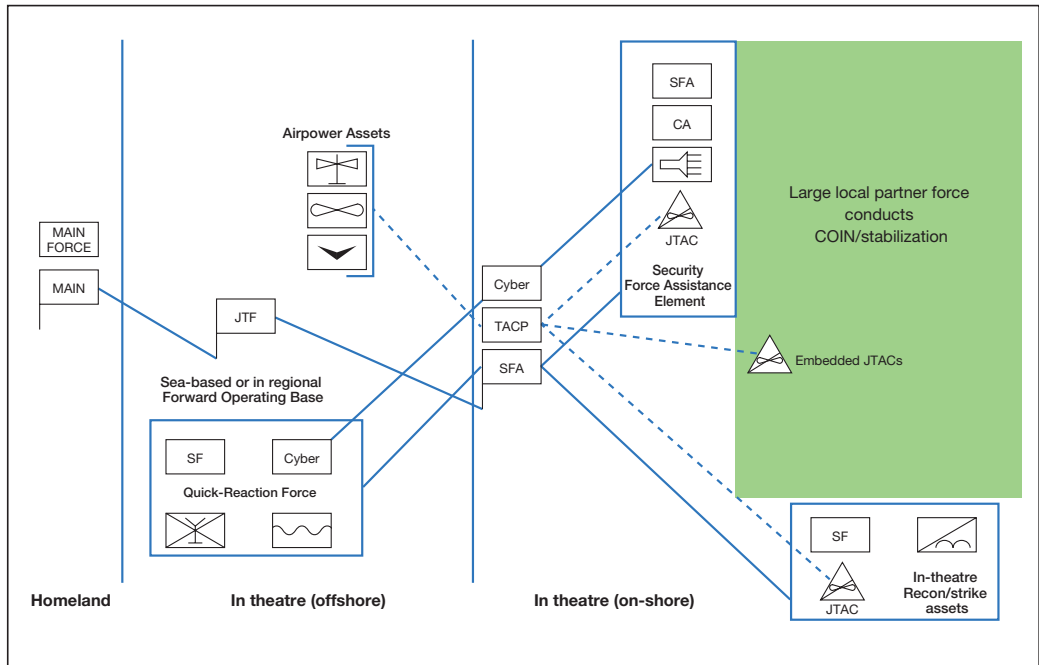 MAIN
FORCE
MAIN
Homeland
Airpower Assets
JTF
Sea-based or in regional
Forward Operating Base
SF
Cyber
Quick-Reaction Force
In theatre (offshore)
Cyber
TACP
SFA
SFA
CA
JTAC
Security
Force Assistance
Element
Large local partner force
conducts
COIN/stabilization
Embedded JTACs
SF
JTAC
In-theatre
Recon/strike
assets
In theatre (on-shore)